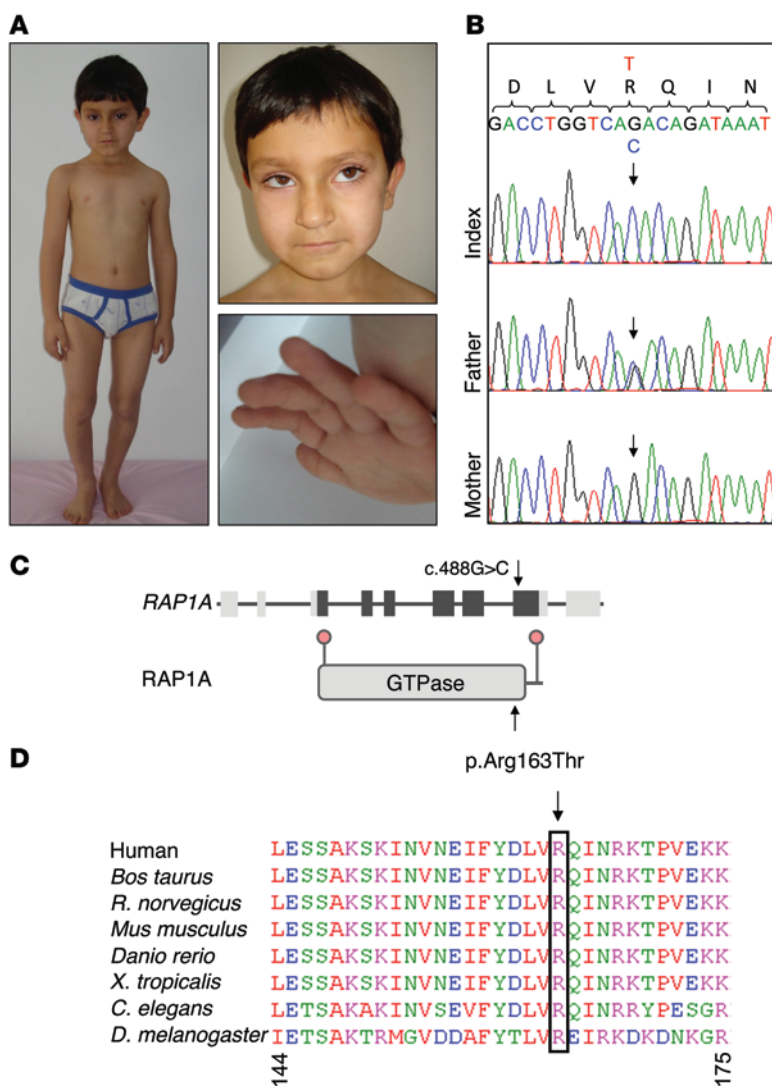 A
B
T
D L V R Q I N
GACCTGGTCAGACAGATAAAT
C
Index
Father
Mother
C
c.488G>C
RAP1A
RAP1A
GTPase
p.Arg163Thr
D
Human LESSAKSKINVNEIFYDLVRQINRKTPVEKK
Bos taurus LESSAKSKINVNEIFYDLVRQINRKTPVEKK
R. norvegicus LESSAKSKINVNEIFYDLVRQINRKTPVEKK
Mus musculus LESSAKSKINVNEIFYDLVRQINRKTPVEKK
Danio rerio LESSAKSKINVNEIFYDLVRQINRKTPVEKK
X. tropicalis LESSAKSKINVNEIFYDLVRQINRKTPVEKK
C. elegans LETSAKAKINVSEVFYDLVRQINRRYPESGR
D. melanogaster IETSAKTRMGVDDAFYTLVREIRKDKDNKGR
144 175